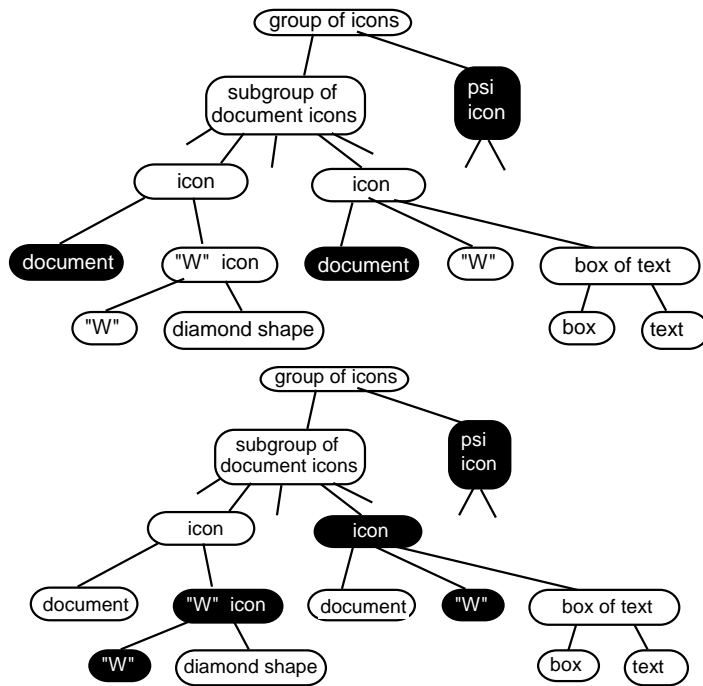 group of icons
psi
icon
subgroup of
document icons
icon
icon
document
"W" icon
document
"W"
box of text
"W"
diamond shape
box
text
group of icons
psi
icon
subgroup of
document icons
icon
icon
document
"W" icon
document
"W"
box of text
"W"
diamond shape
box
text